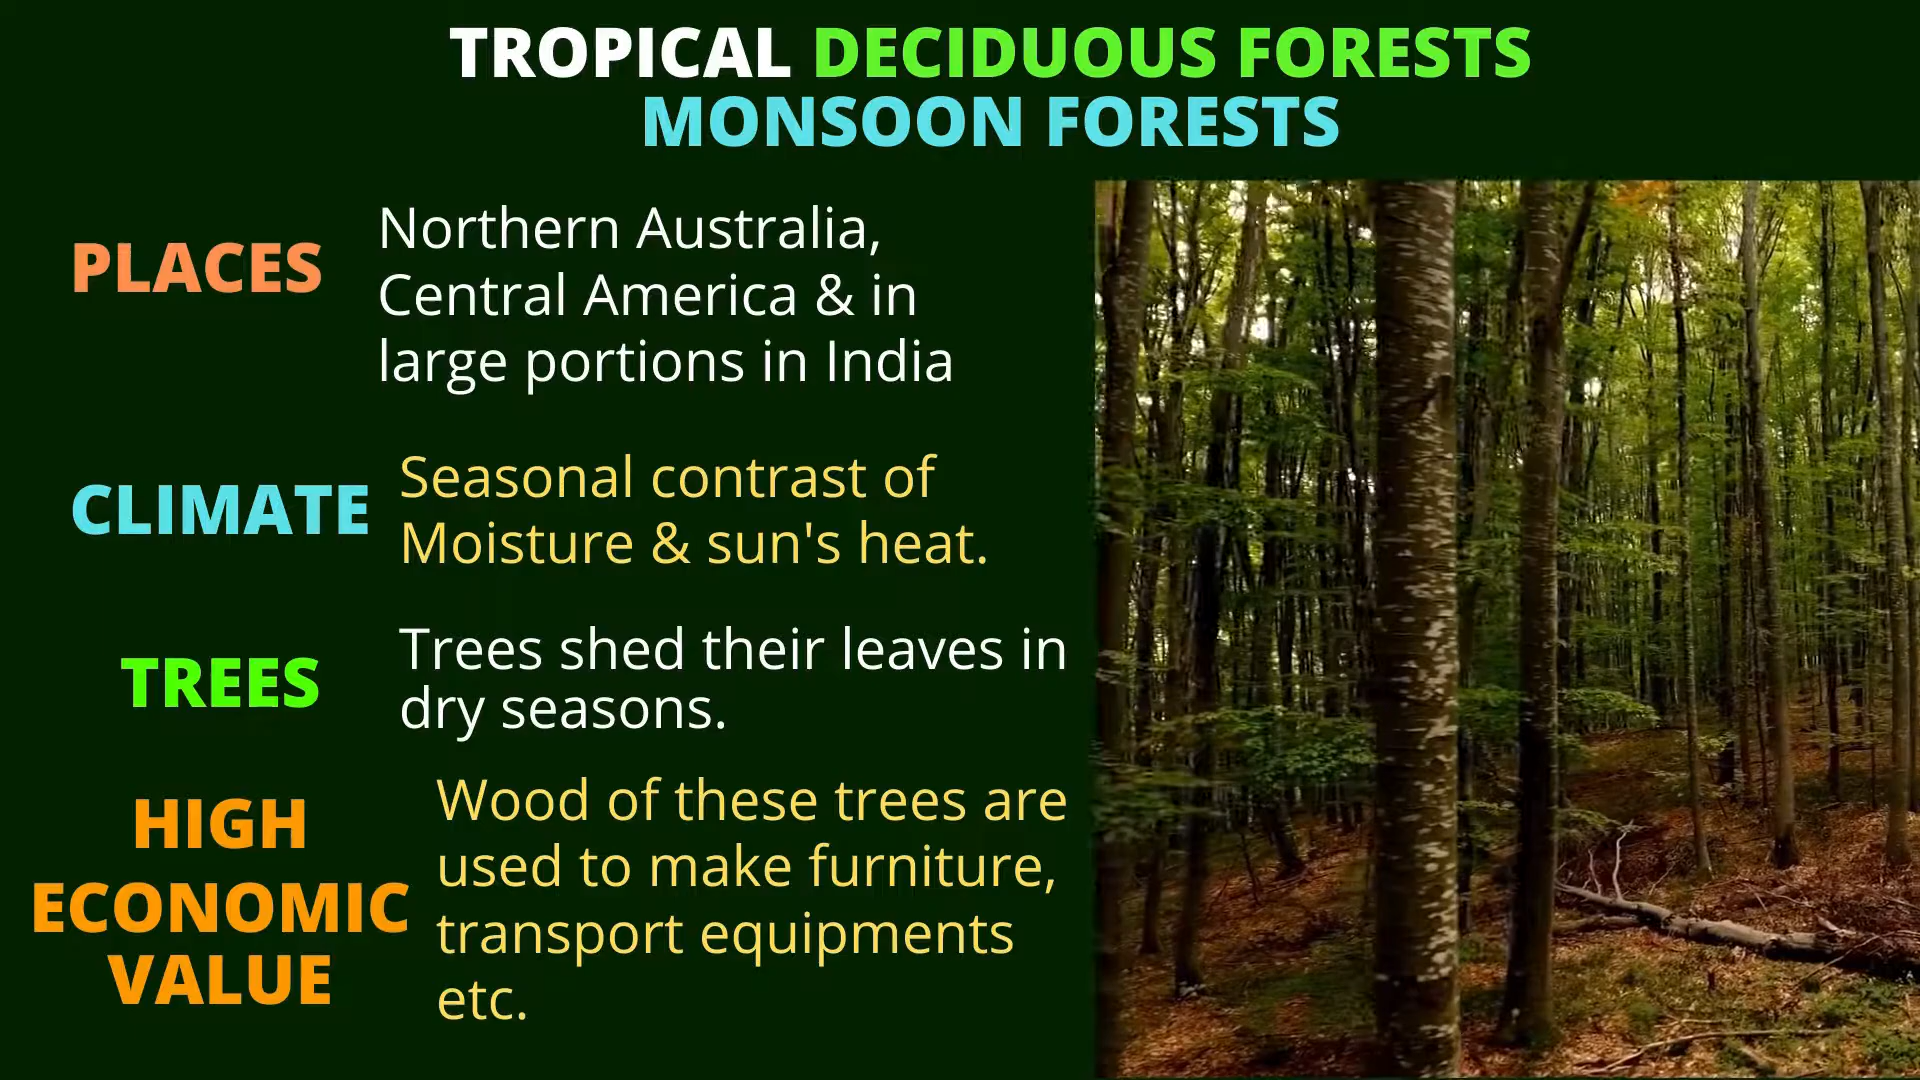 TROPICAL DECIDUOUS FORESTS
MONSOON FORESTS
PLACES
Northern Australia,
Central America & in
large portions in India
CLIMATE
Seasonal contrast of
Moisture & sun's heat.
TREES
Trees shed their leaves in
dry seasons.
HIGH
ECONOMIC
VALUE
Wood of these trees are
used to make furniture,
transport equipments
etc.